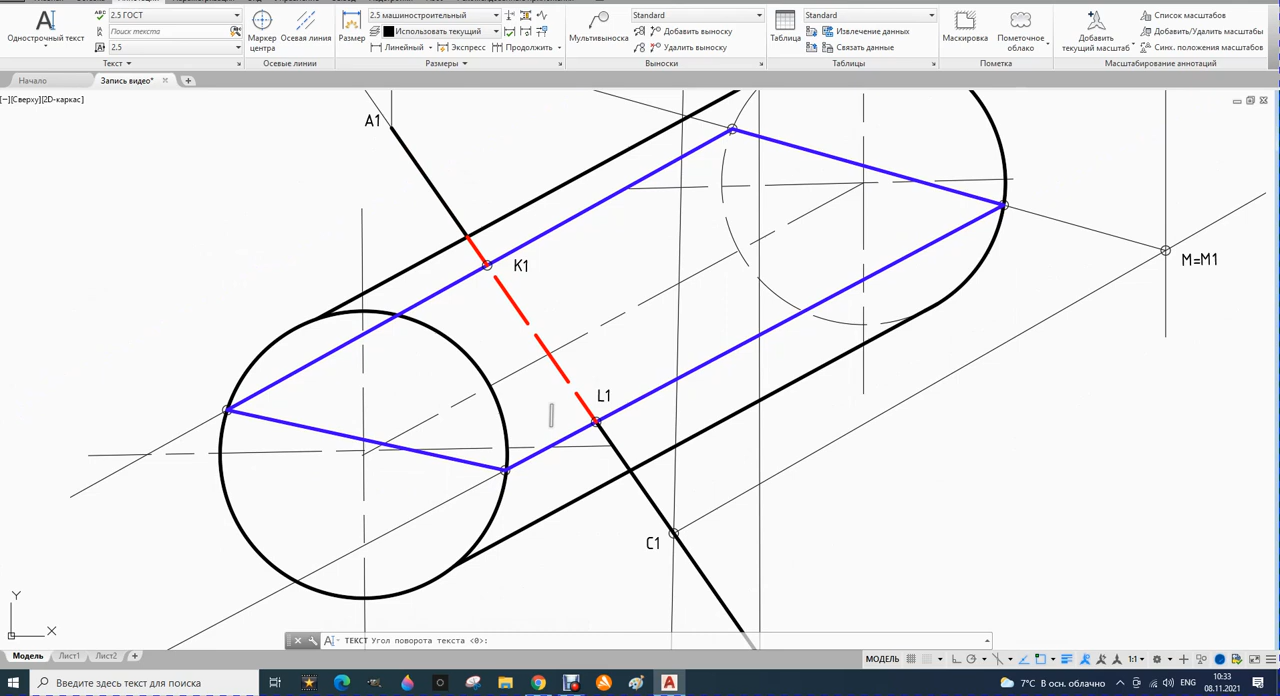 2.5 ГОСТ
Поиск текста
2.5
Однострочный текст
Текст
Маркер центра
Осевая линия
Осевые линии
Размер
2.5 машиностроительный
Использовать текущий
Линейный
Экспресс
Продолжить
Размеры
Мультивыноска
Standard
Добавить выноску
Удалить выноску
Выноски
Таблица
Standard
Извлечение данных
Связать данные
Таблицы
Маскировка
Пометочное облако
Пометка
Добавить текущий масштаб
Список масштабов
Добавить/Удалить масштабы
Синх. положения масштаба
Масштабирование аннотаций
Начало
Запись видео*
[−][Сверху][2D-каркас]
A1
K1
M=M1
L1
C1
Y
X
ТЕКСТ Угол поворота текста <0>:
Модель
Лист1
Лист2
МОДЕЛЬ
1:1
Введите здесь текст для поиска
7°C В осн. облачно
ENG
10:33
08.11.2021